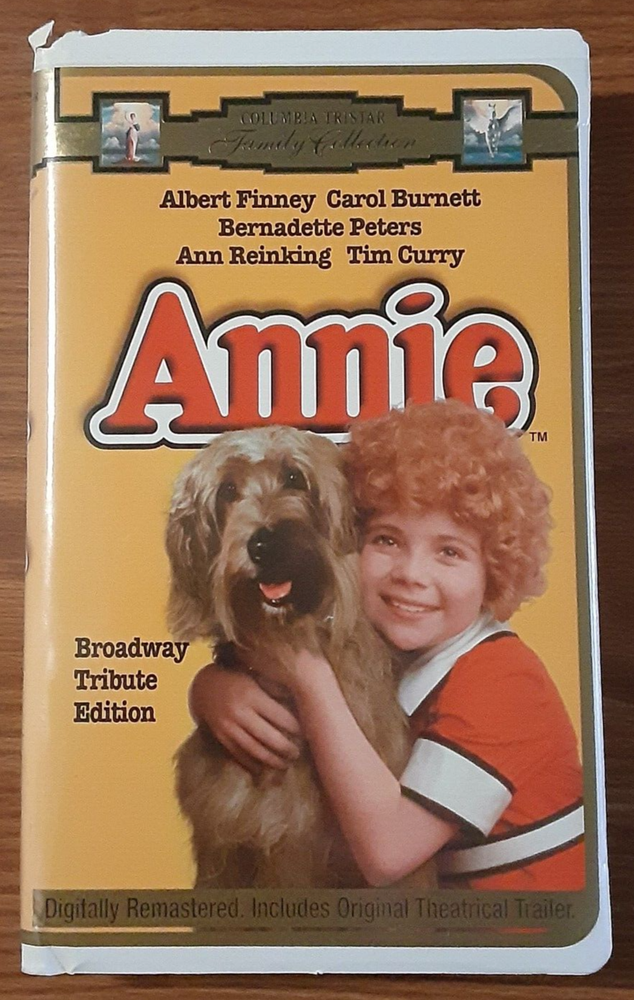 COLUMBIA TRISTAR
Family Collection
Albert Finney Carol Burnett
Bernadette Peters
Ann Reinking Tim Curry
Annie
TM
Broadway
Tribute
Edition
Digitally Remastered. Includes Original Theatrical Trailer.